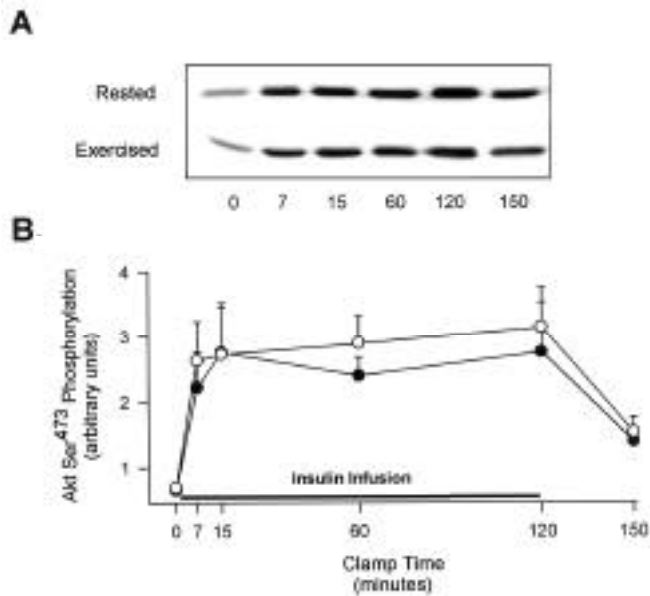 A
Rested
Exercised
0 7 15 60 120 150
B
Akt Ser473 Phosphorylation
(arbitrary units)
4
3
2
1
Insulin Infusion
0 7 15 60 120 150
Clamp Time
(minutes)